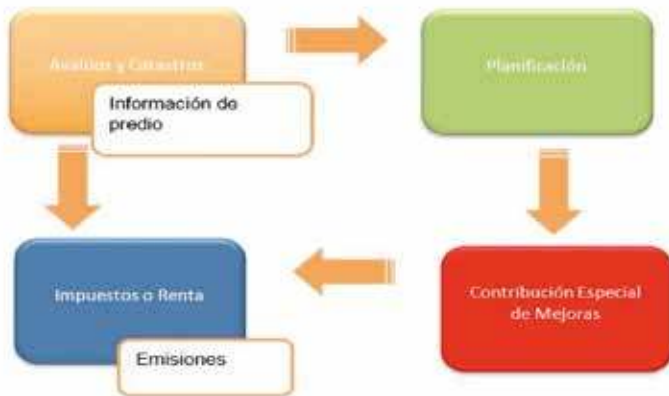 Avalúos y Catastros
Planificación
Información de
predio
Impuestos o Renta
Contribución Especial
de Mejoras
Emisiones